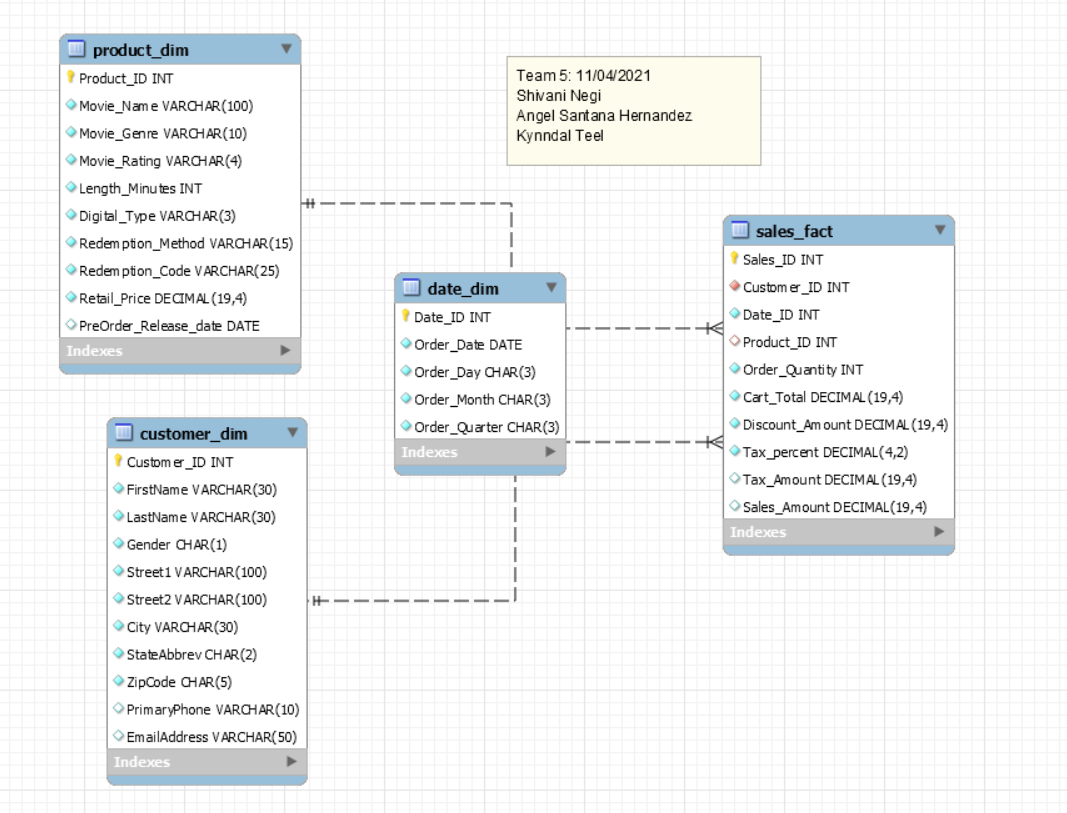 product_dim
Product_ID INT
Movie_Name VARCHAR(100)
Movie_Genre VARCHAR(10)
Movie_Rating VARCHAR(4)
Length_Minutes INT
Digital_Type VARCHAR(3)
Redemption_Method VARCHAR(15)
Redemption_Code VARCHAR(25)
Retail_Price DECIMAL(19,4)
PreOrder_Release_date DATE
Indexes
Team 5: 11/04/2021
Shivani Negi
Angel Santana Hernandez
Kynndal Teel
date_dim
Date_ID INT
Order_Date DATE
Order_Day CHAR(3)
Order_Month CHAR(3)
Order_Quarter CHAR(3)
Indexes
sales_fact
Sales_ID INT
Customer_ID INT
Date_ID INT
Product_ID INT
Order_Quantity INT
Cart_Total DECIMAL(19,4)
Discount_Amount DECIMAL(19,4)
Tax_percent DECIMAL(4,2)
Tax_Amount DECIMAL(19,4)
Sales_Amount DECIMAL(19,4)
Indexes
customer_dim
Customer_ID INT
FirstName VARCHAR(30)
LastName VARCHAR(30)
Gender CHAR(1)
Street1 VARCHAR(100)
Street2 VARCHAR(100)
City VARCHAR(30)
StateAbbrev CHAR(2)
ZipCode CHAR(5)
PrimaryPhone VARCHAR(10)
EmailAddress VARCHAR(50)
Indexes